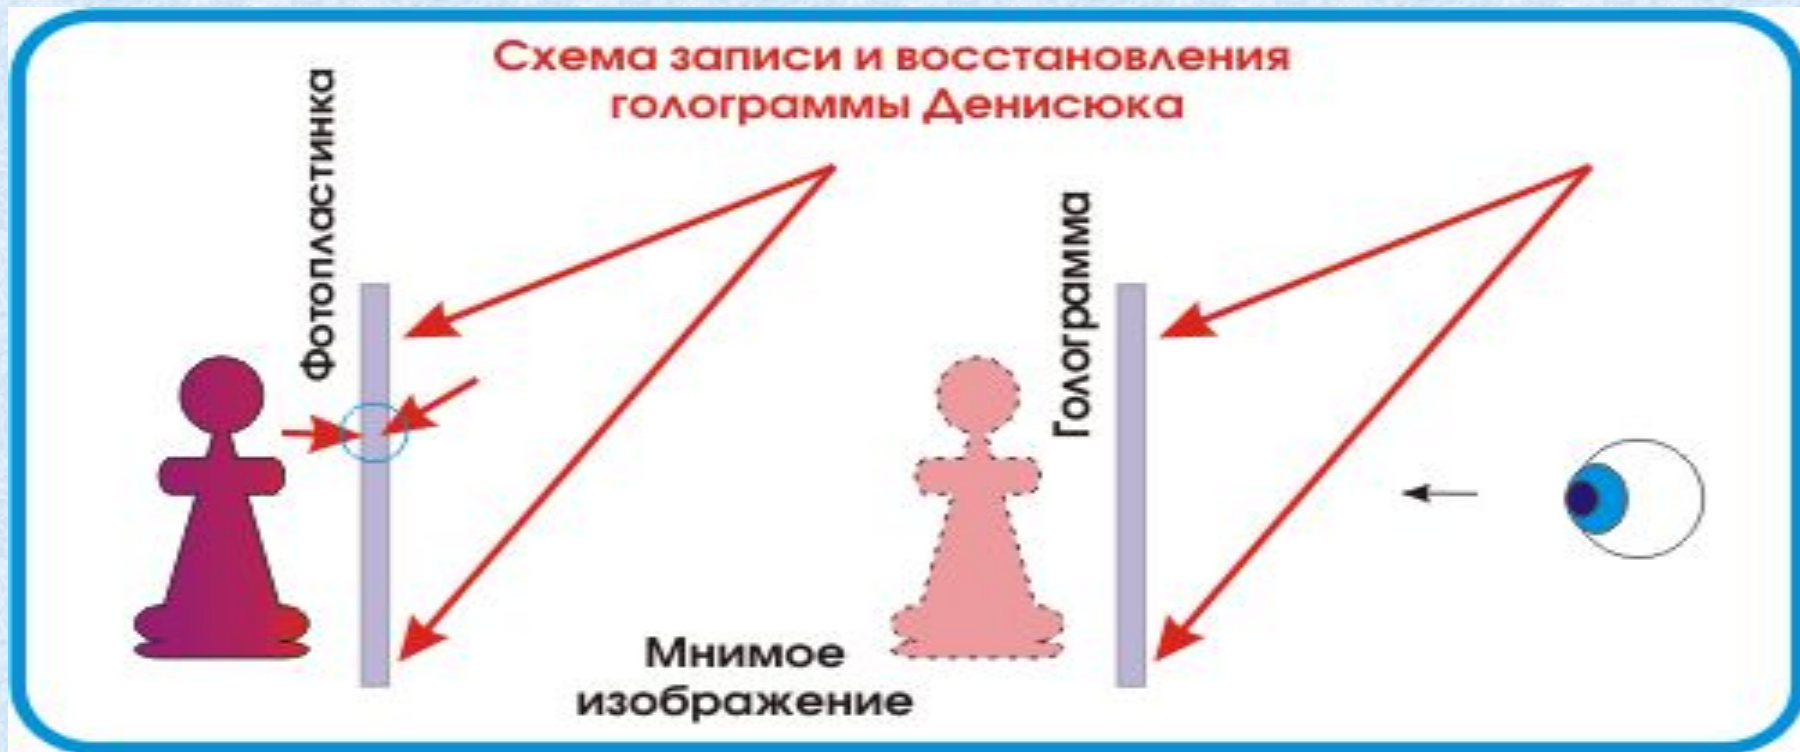 Схема записи и восстановления
голограммы Денисюка
Фотопластинка
Голограмма
Мнимое
изображение